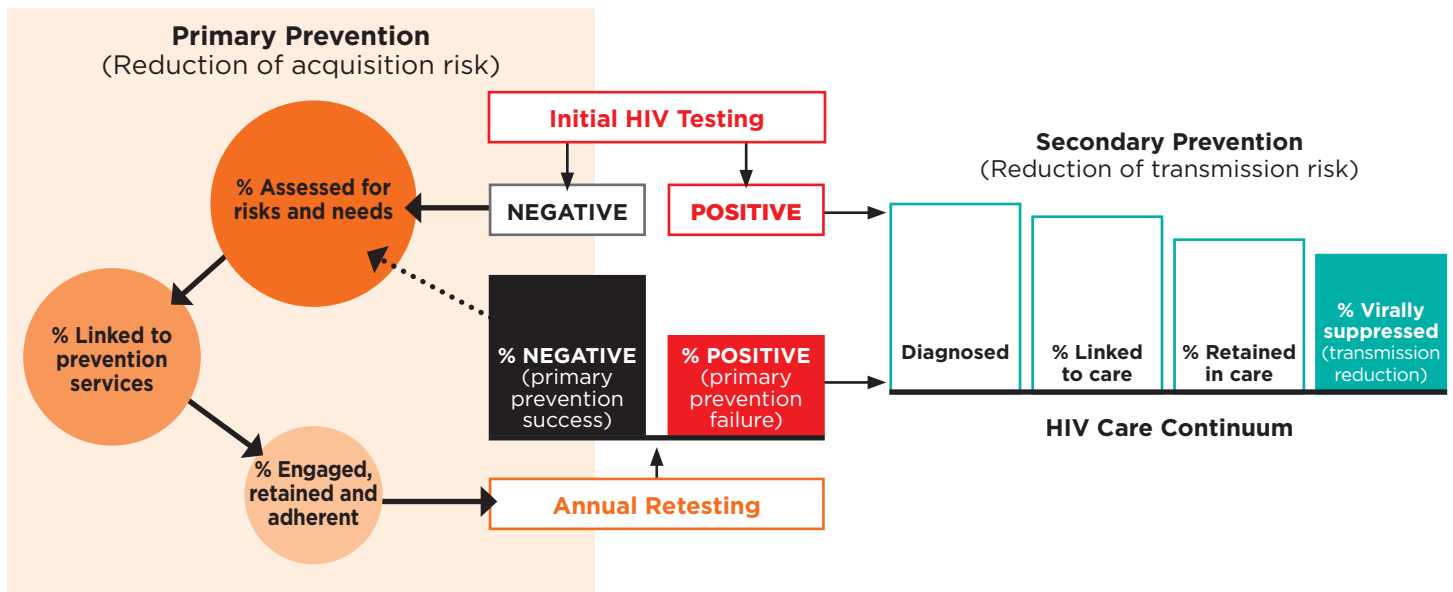 Primary Prevention
(Reduction of acquisition risk)
Initial HIV Testing
NEGATIVE
POSITIVE
% Assessed for
risks and needs
% Linked to
prevention
services
% Engaged,
retained and
adherent
% NEGATIVE
(primary
prevention
success)
% POSITIVE
(primary
prevention
failure)
Annual Retesting
Secondary Prevention
(Reduction of transmission risk)
Diagnosed
% Linked
to care
% Retained
in care
% Virally
suppressed
(transmission
reduction)
HIV Care Continuum